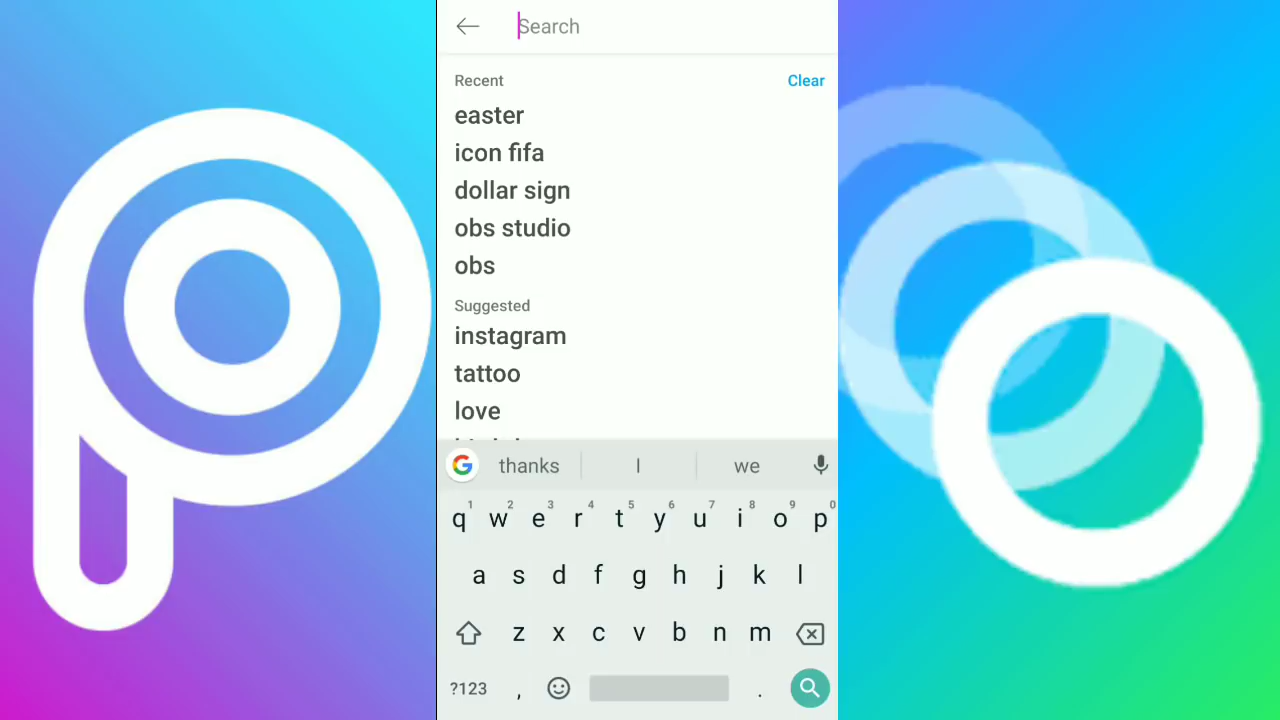 Search
Recent Clear
easter
icon fifa
dollar sign
obs studio
obs
Suggested
instagram
tattoo
love
thanks I we
1 2 3 4 5 6 7 8 9 0
q w e r t y u i o p
a s d f g h j k l
z x c v b n m
?123 , .